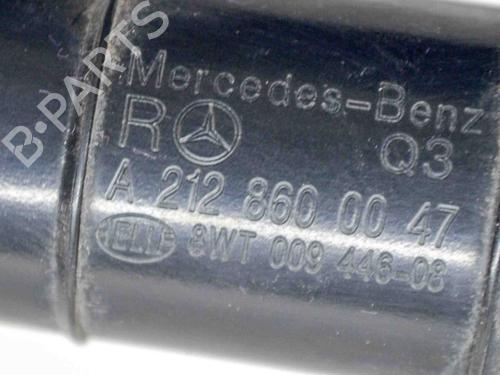 B-PARTS
Mercedes-Benz
R Q3
A 212 860 00 47
HELLA 8WT 009 446-08